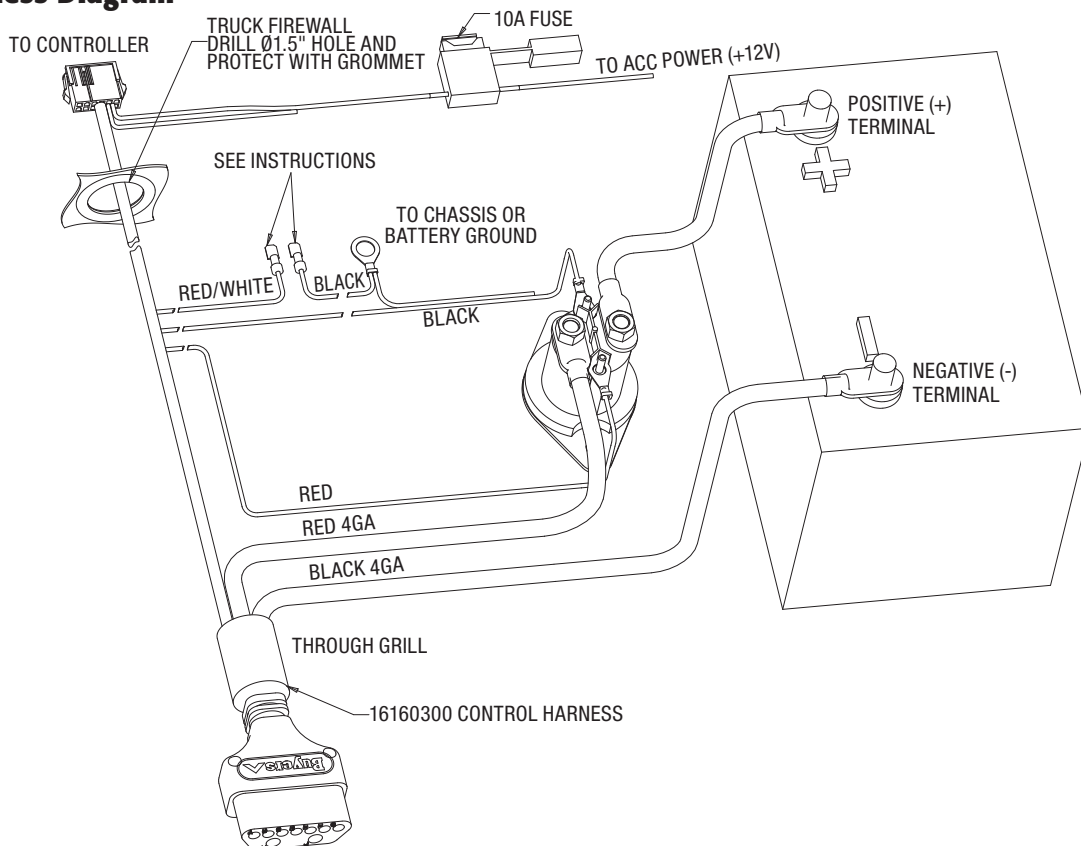 ness Diagram
TO CONTROLLER
TRUCK FIREWALL
DRILL Ø1.5" HOLE AND
PROTECT WITH GROMMET
10A FUSE
TO ACC POWER (+12V)
POSITIVE (+)
TERMINAL
SEE INSTRUCTIONS
TO CHASSIS OR
BATTERY GROUND
RED/WHITE
BLACK
BLACK
NEGATIVE (-)
TERMINAL
RED
RED 4GA
BLACK 4GA
THROUGH GRILL
16160300 CONTROL HARNESS
Buyers